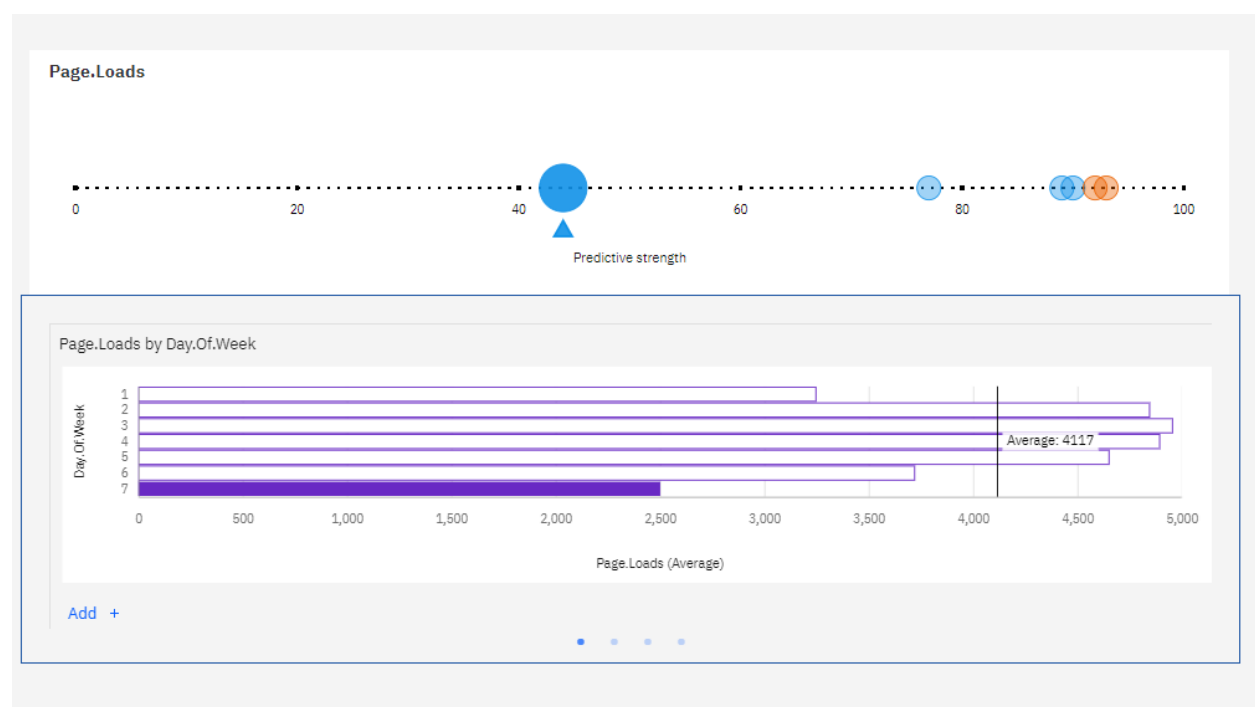 Page.Loads
0 20 40 60 80 100
Predictive strength
Page.Loads by Day.Of.Week
Day.Of.Week
1
2
3
4
5
6
7
Average: 4117
0 500 1,000 1,500 2,000 2,500 3,000 3,500 4,000 4,500 5,000
Page.Loads (Average)
Add +